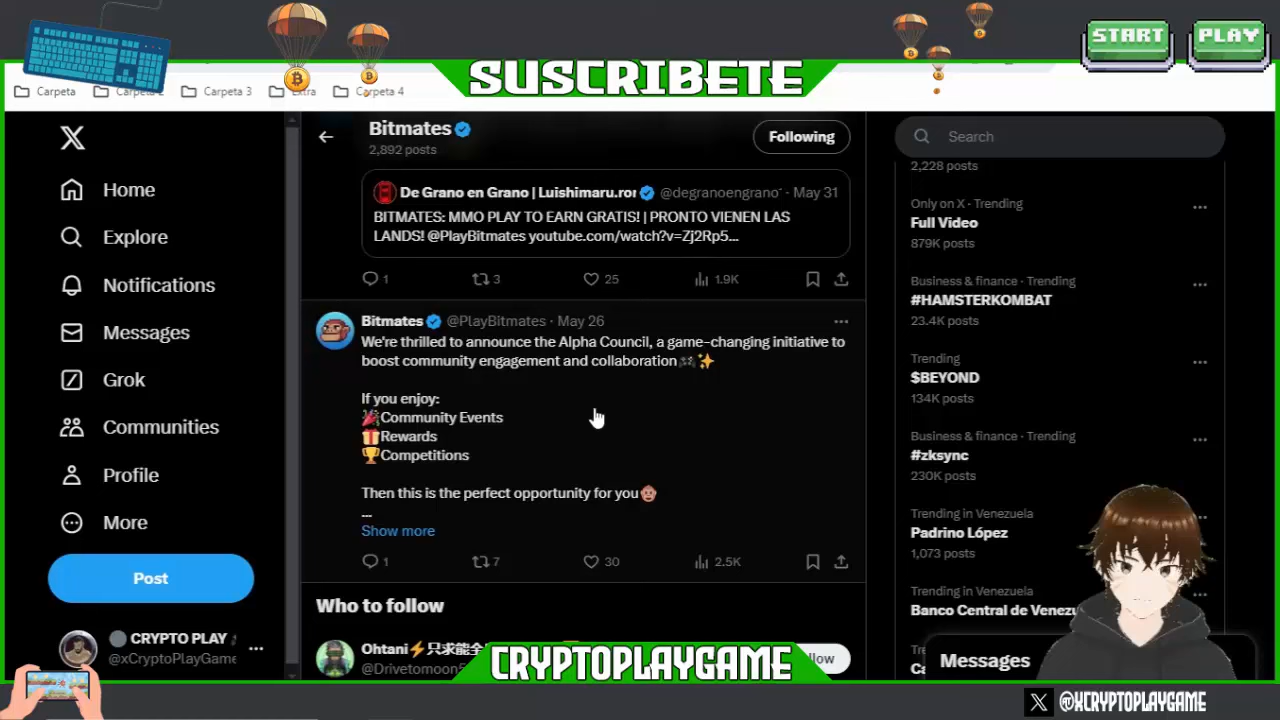 START
PLAY
SUSCRIBETE
Carpeta
Carpeta 2
Carpeta 3
Extra
Carpeta 4
Bitmates
2,892 posts
Following
Search
Home
Explore
Notifications
Messages
Grok
Communities
Profile
More
Post
CRYPTO PLAY
@xCryptoPlayGame
De Grano en Grano | Luishimaru.ror @degranoengrano · May 31
BITMATES: MMO PLAY TO EARN GRATIS! | PRONTO VIENEN LAS
LANDS! @PlayBitmates youtube.com/watch?v=Zj2Rp5...
1 3 25 1.9K
Bitmates @PlayBitmates · May 26
We're thrilled to announce the Alpha Council, a game-changing initiative to
boost community engagement and collaboration🎮✨
If you enjoy:
🎉Community Events
🎁Rewards
🏆Competitions
Then this is the perfect opportunity for you🐵
...
Show more
1 7 30 2.5K
Who to follow
Ohtani⚡只求能全
@Drivetomoon5
2,228 posts
Only on X · Trending
Full Video
879K posts
Business & finance · Trending
#HAMSTERKOMBAT
23.4K posts
Trending
$BEYOND
134K posts
Business & finance · Trending
#zksync
230K posts
Trending in Venezuela
Padrino López
1,073 posts
Trending in Venezuela
Banco Central de Venezu
Messages
CRYPTOPLAYGAME
@XCRYPTOPLAYGAME